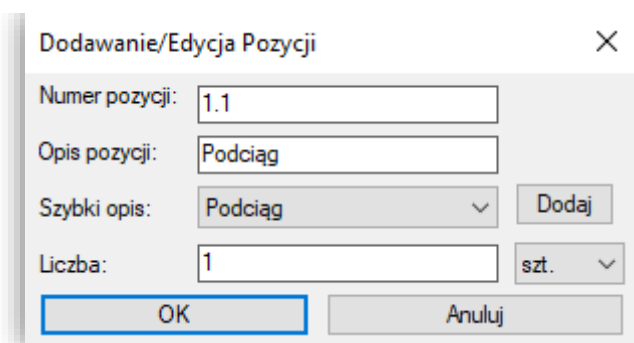 Dodawanie/Edycja Pozycji
Numer pozycji: 1.1
Opis pozycji: Podciąg
Szybki opis: Podciąg Dodaj
Liczba: 1 szt.
OK Anuluj